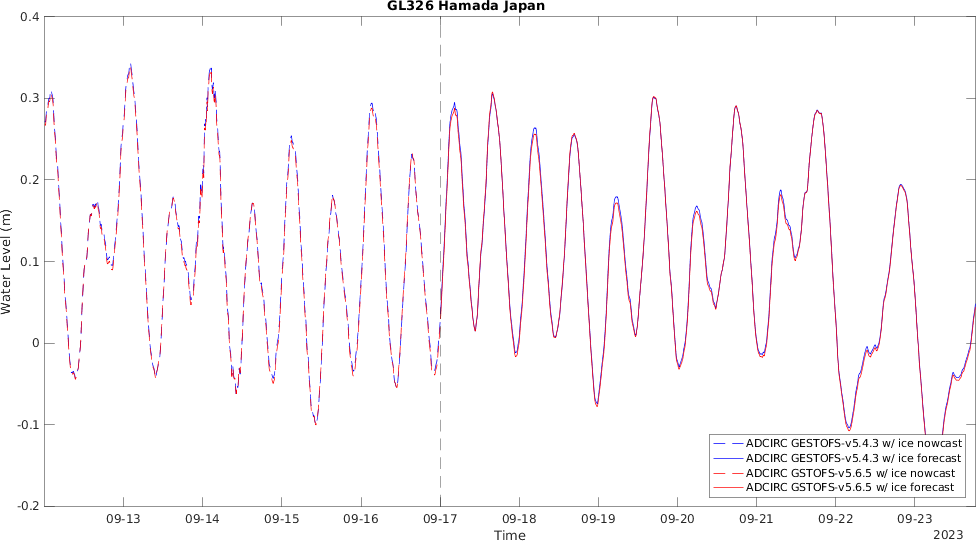 GL326 Hamada Japan
0.4
0.3
0.2
0.1
0
-0.1
-0.2
Water Level (m)
ADCIRC GESTOFS-v5.4.3 w/ ice nowcast
ADCIRC GESTOFS-v5.4.3 w/ ice forecast
ADCIRC GSTOFS-v5.6.5 w/ ice nowcast
ADCIRC GSTOFS-v5.6.5 w/ ice forecast
09-13 09-14 09-15 09-16 09-17 09-18 09-19 09-20 09-21 09-22 09-23
Time
2023